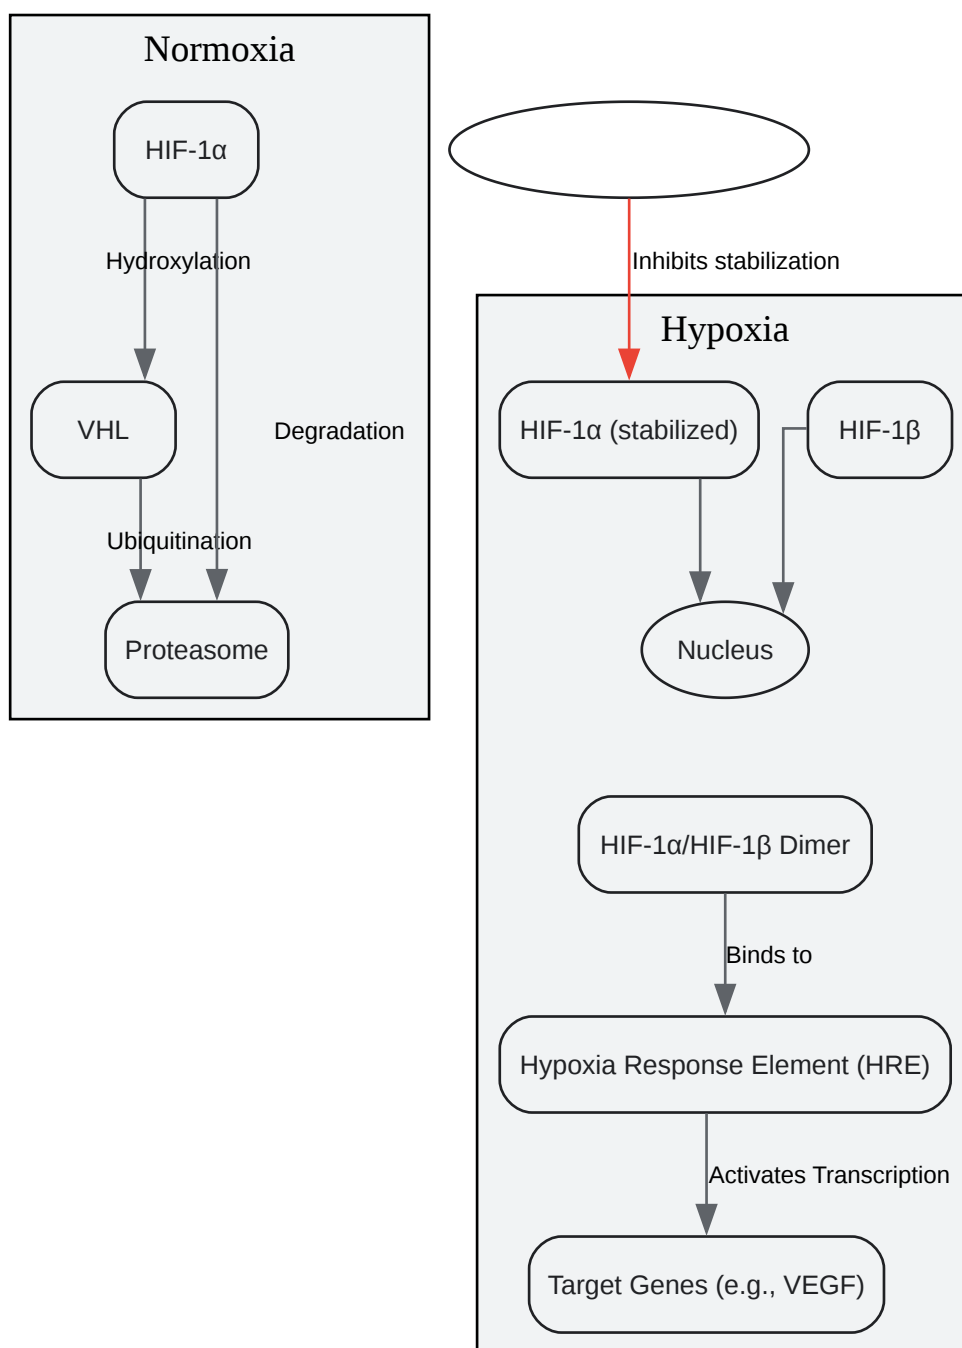 Normoxia
HIF-1α
Hydroxylation
VHL
Degradation
Ubiquitination
Proteasome
Inhibits stabilization
Hypoxia
HIF-1α (stabilized)
HIF-1β
Nucleus
HIF-1α/HIF-1β Dimer
Binds to
Hypoxia Response Element (HRE)
Activates Transcription
Target Genes (e.g., VEGF)